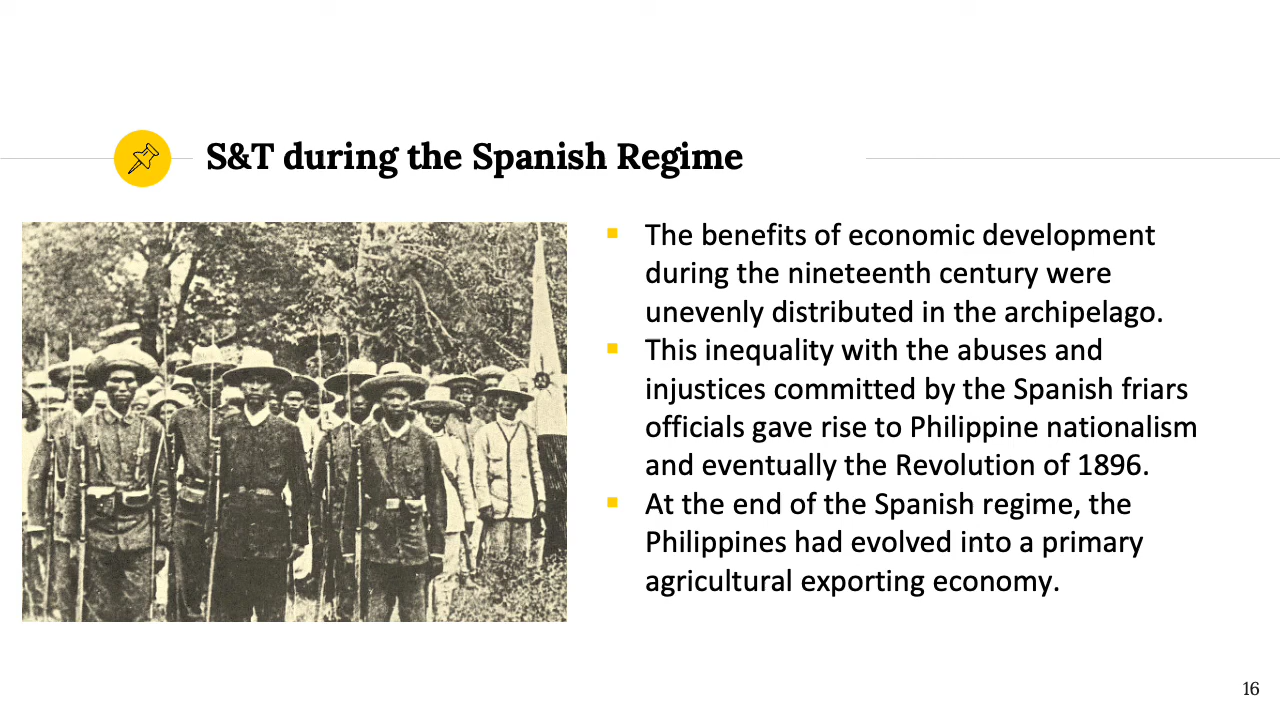 S&T during the Spanish Regime
▪ The benefits of economic development
during the nineteenth century were
unevenly distributed in the archipelago.
▪ This inequality with the abuses and
injustices committed by the Spanish friars
officials gave rise to Philippine nationalism
and eventually the Revolution of 1896.
▪ At the end of the Spanish regime, the
Philippines had evolved into a primary
agricultural exporting economy.
16